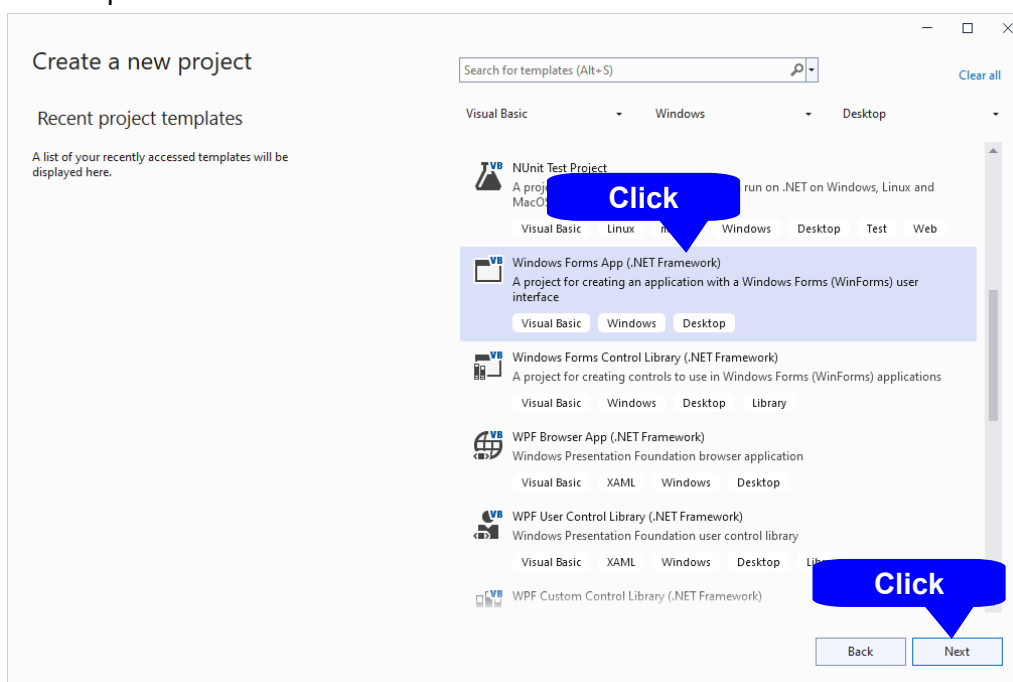 Create a new project
Search for templates (Alt+S)
Clear all
Recent project templates
Visual Basic Windows Desktop
A list of your recently accessed templates will be
displayed here.
VB NUnit Test Project
A run on .NET on Windows, Linux and
Click
Visual Basic Linux Windows Desktop Test Web
VB Windows Forms App (.NET Framework)
A project for creating an application with a Windows Forms (WinForms) user
interface
Visual Basic Windows Desktop
VB Windows Forms Control Library (.NET Framework)
A project for creating controls to use in Windows Forms (WinForms) applications
Visual Basic Windows Desktop Library
VB WPF Browser App (.NET Framework)
Windows Presentation Foundation browser application
Visual Basic XAML Windows Desktop
VB WPF User Control Library (.NET Framework)
Windows Presentation Foundation user control library
Visual Basic XAML Windows Desktop
Click
VB WPF Custom Control Library (.NET Framework)
Back Next